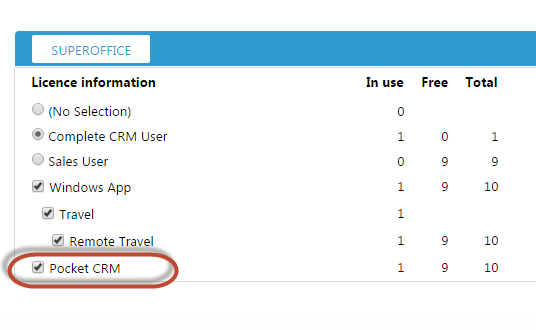 SUPEROFFICE
Licence information In use Free Total
(No Selection) 0
Complete CRM User 1 0 1
Sales User 0 9 9
Windows App 1 9 10
Travel 1
Remote Travel 1 9 10
Pocket CRM 1 9 10